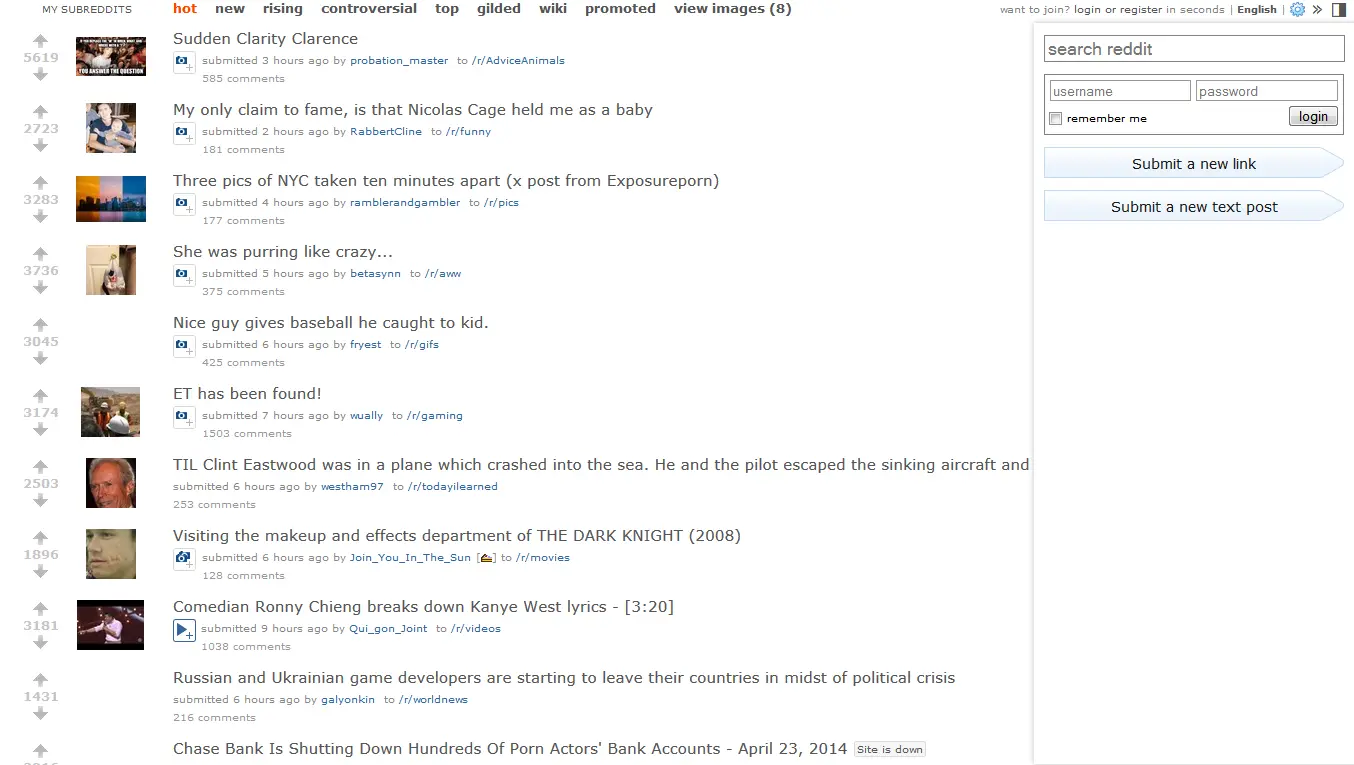 MY SUBREDDITS
hot new rising controversial top gilded wiki promoted view images (8)
want to join? login or register in seconds | English |
search reddit
username password
remember me login
Submit a new link
Submit a new text post
5619
YOU ANSWER THE QUESTION
Sudden Clarity Clarence
submitted 3 hours ago by probation_master to /r/AdviceAnimals
585 comments
2723
My only claim to fame, is that Nicolas Cage held me as a baby
submitted 2 hours ago by RabbertCline to /r/funny
181 comments
3283
Three pics of NYC taken ten minutes apart (x post from Exposureporn)
submitted 4 hours ago by ramblerandgambler to /r/pics
177 comments
3736
She was purring like crazy...
submitted 5 hours ago by betasynn to /r/aww
375 comments
3045
Nice guy gives baseball he caught to kid.
submitted 6 hours ago by fryest to /r/gifs
425 comments
3174
ET has been found!
submitted 7 hours ago by wually to /r/gaming
1503 comments
2503
TIL Clint Eastwood was in a plane which crashed into the sea. He and the pilot escaped the sinking aircraft and
submitted 6 hours ago by westham97 to /r/todayilearned
253 comments
1896
Visiting the makeup and effects department of THE DARK KNIGHT (2008)
submitted 6 hours ago by Join_You_In_The_Sun [] to /r/movies
128 comments
3181
Comedian Ronny Chieng breaks down Kanye West lyrics - [3:20]
submitted 9 hours ago by Qui_gon_Joint to /r/videos
1038 comments
1431
Russian and Ukrainian game developers are starting to leave their countries in midst of political crisis
submitted 6 hours ago by galyonkin to /r/worldnews
216 comments
Chase Bank Is Shutting Down Hundreds Of Porn Actors' Bank Accounts - April 23, 2014 Site is down